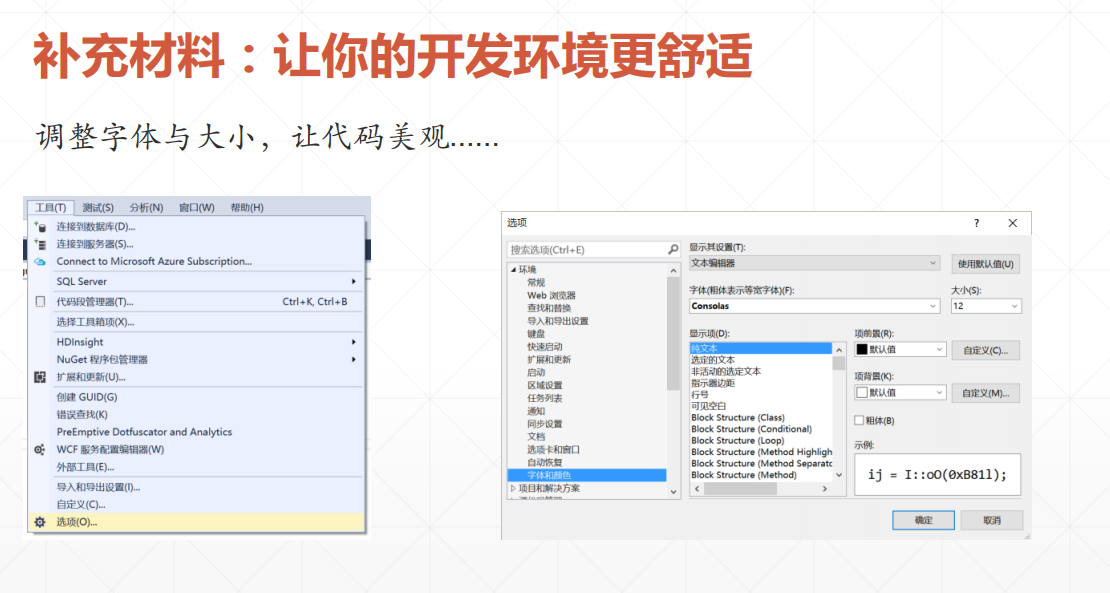 补充材料：让你的开发环境更舒适
调整字体与大小，让代码美观……
工具(T) 测试(S) 分析(N) 窗口(W) 帮助(H)
连接到数据库(D)...
连接到服务器(S)...
Connect to Microsoft Azure Subscription...
SQL Server
代码段管理器(T)... Ctrl+K, Ctrl+B
选择工具箱项(X)...
HDInsight
NuGet 程序包管理器
扩展和更新(U)...
创建 GUID(G)
错误查找(K)
PreEmptive Dotfuscator and Analytics
WCF 服务配置编辑器(W)
外部工具(E)...
导入和导出设置(I)...
自定义(C)...
选项(O)...
选项
搜索选项(Ctrl+E)
环境
常规
Web 浏览器
查找和替换
导入和导出设置
键盘
快速启动
扩展和更新
启动
区域设置
任务列表
通知
同步设置
文档
选项卡和窗口
自动恢复
字体和颜色
项目和解决方案
显示其设置(T):
文本编辑器
使用默认值(U)
字体(粗体表示等宽字体)(F):
大小(S):
Consolas
12
显示项(D):
纯文本
选定的文本
非活动的选定文本
指示器边距
行号
可见空白
Block Structure (Class)
Block Structure (Conditional)
Block Structure (Loop)
Block Structure (Method Highligh
Block Structure (Method Separato
Block Structure (Method)
项前景(R):
默认值
自定义(C)...
项背景(K):
默认值
自定义(M)...
粗体(B)
示例:
ij = I::oO(0xB81l);
确定
取消